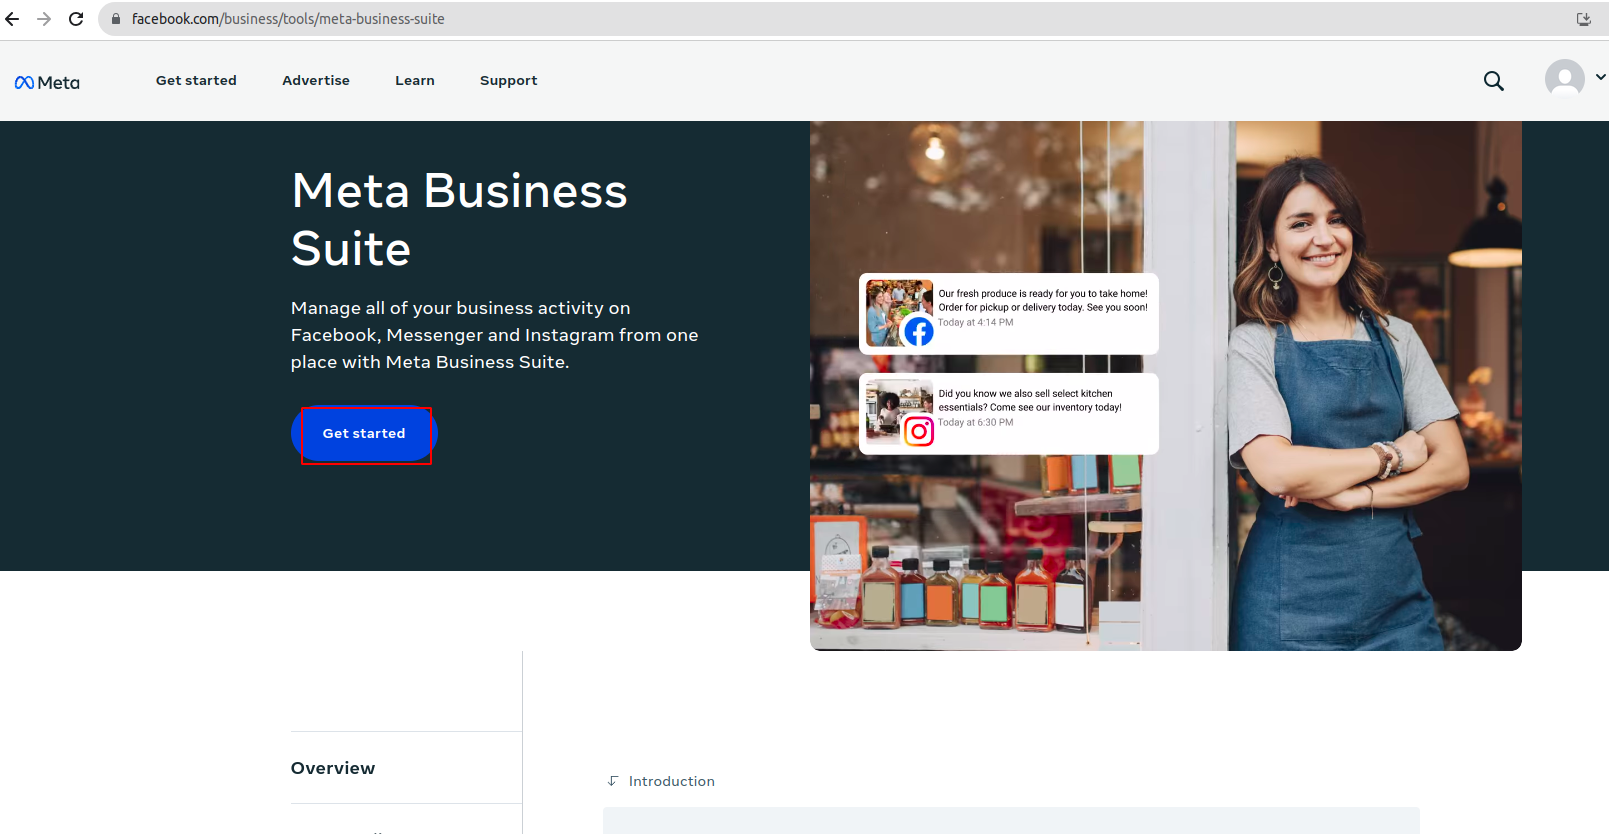 facebook.com/business/tools/meta-business-suite
Meta
Get started
Advertise
Learn
Support
Meta Business
Suite
Manage all of your business activity on
Facebook, Messenger and Instagram from one
place with Meta Business Suite.
Get started
Our fresh produce is ready for you to take home!
Order for pickup or delivery today. See you soon!
Today at 4:14 PM
Did you know we also sell select kitchen
essentials? Come see our inventory today!
Today at 6:30 PM
Overview
Introduction